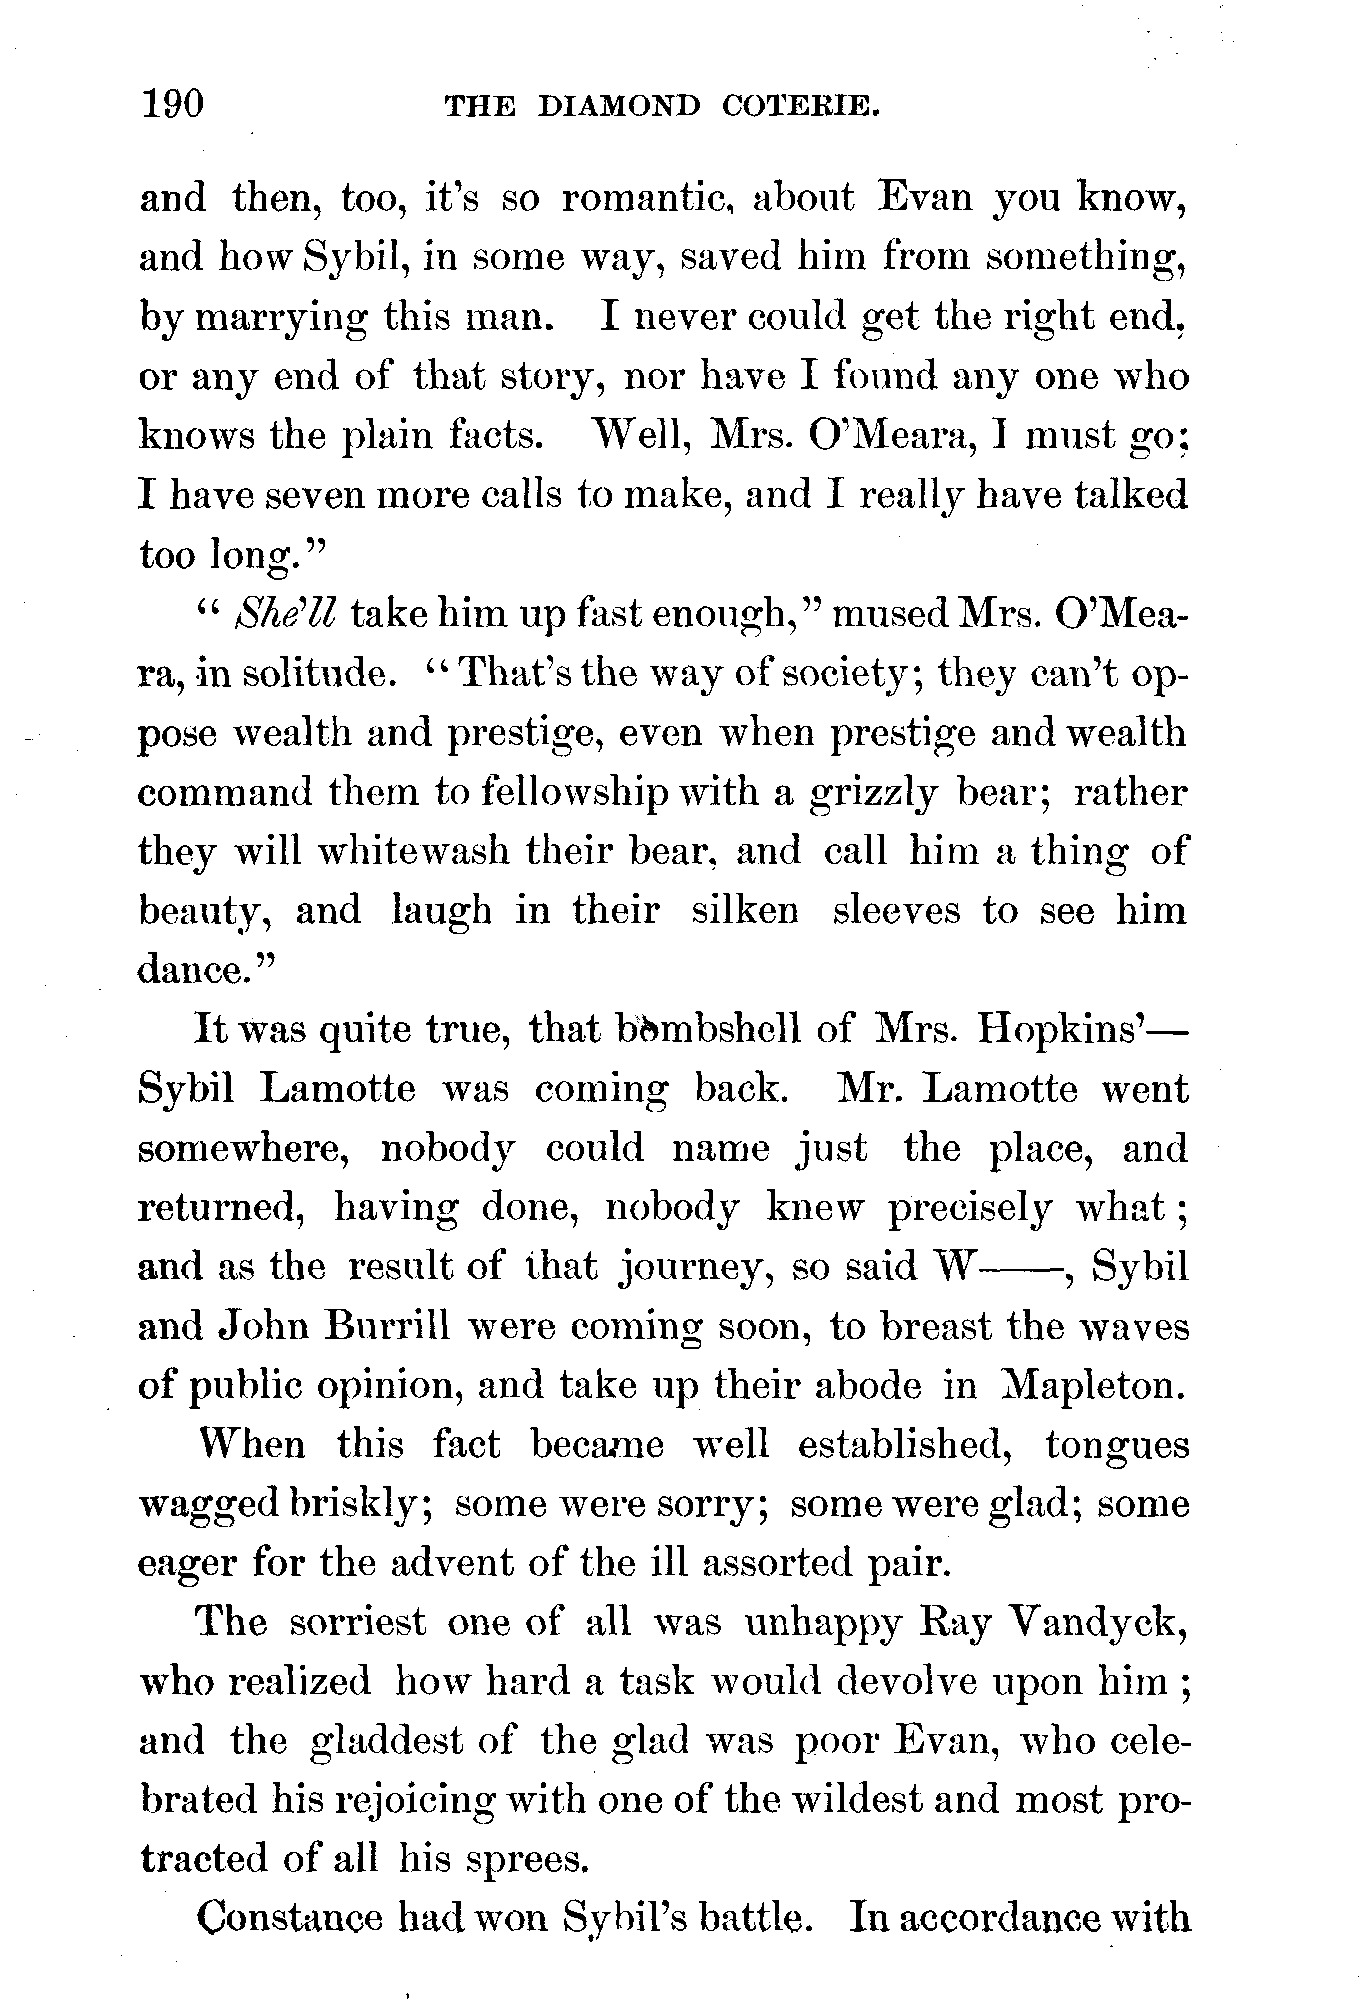 190 THE DIAMOND COTERIE.
and then, too, it's so romantic, about Evan you know,
and how Sybil, in some way, saved him from something,
by marrying this man. I never could get the right end,
or any end of that story, nor have I found any one who
knows the plain facts. Well, Mrs. O'Meara, I must go;
I have seven more calls to make, and I really have talked
too long."
"She'll take him up fast enough," mused Mrs. O'Mea-
ra, in solitude. "That's the way of society; they can't op-
pose wealth and prestige, even when prestige and wealth
command them to fellowship with a grizzly bear; rather
they will whitewash their bear, and call him a thing of
beauty, and laugh in their silken sleeves to see him
dance."
It was quite true, that bombshell of Mrs. Hopkins'—
Sybil Lamotte was coming back. Mr. Lamotte went
somewhere, nobody could name just the place, and
returned, having done, nobody knew precisely what;
and as the result of that journey, so said W——, Sybil
and John Burrill were coming soon, to breast the waves
of public opinion, and take up their abode in Mapleton.
When this fact became well established, tongues
wagged briskly; some were sorry; some were glad; some
eager for the advent of the ill assorted pair.
The sorriest one of all was unhappy Ray Vandyck,
who realized how hard a task would devolve upon him;
and the gladdest of the glad was poor Evan, who cele-
brated his rejoicing with one of the wildest and most pro-
tracted of all his sprees.
Constance had won Sybil's battle. In accordance with